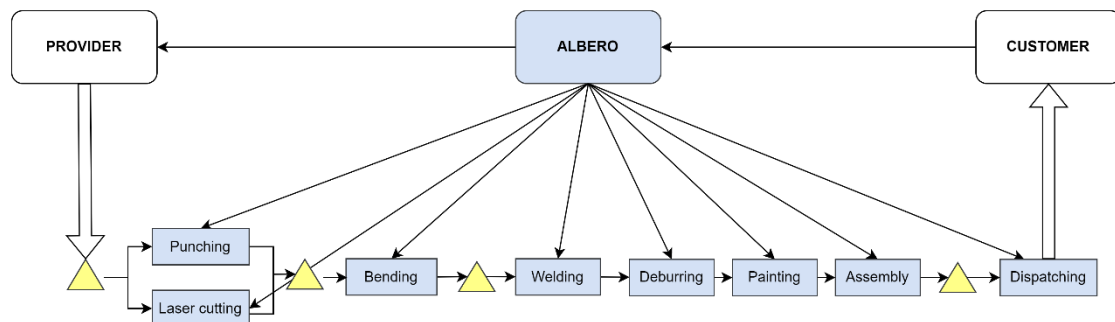 PROVIDER
ALBERO
CUSTOMER
Punching
Laser cutting
Bending
Welding
Deburring
Painting
Assembly
Dispatching